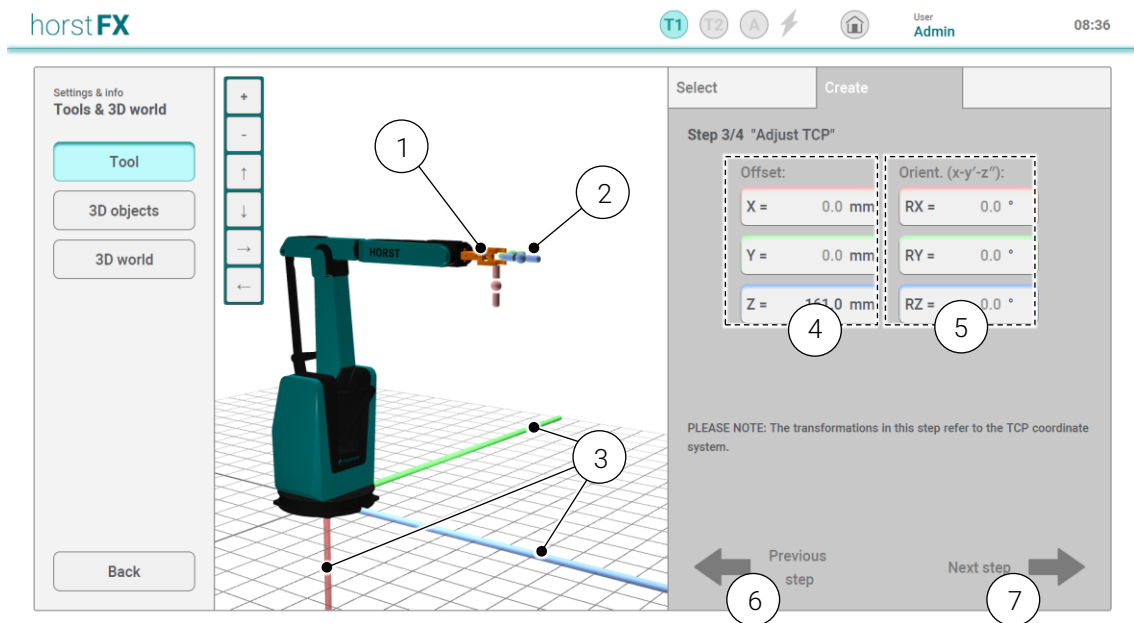 horstFX
T1 T2 A
User
Admin
08:36
Settings & info
Tools & 3D world
Tool
3D objects
3D world
Back
+
-
↑
↓
→
←
HORST
1
2
3
Select
Create
Step 3/4 "Adjust TCP"
Offset:
Orient. (x-y′-z″):
X = 0.0 mm
RX = 0.0 °
Y = 0.0 mm
RY = 0.0 °
Z = 161.0 mm
RZ = 0.0 °
4
5
PLEASE NOTE: The transformations in this step refer to the TCP coordinate
system.
Previous
step
Next step
6
7